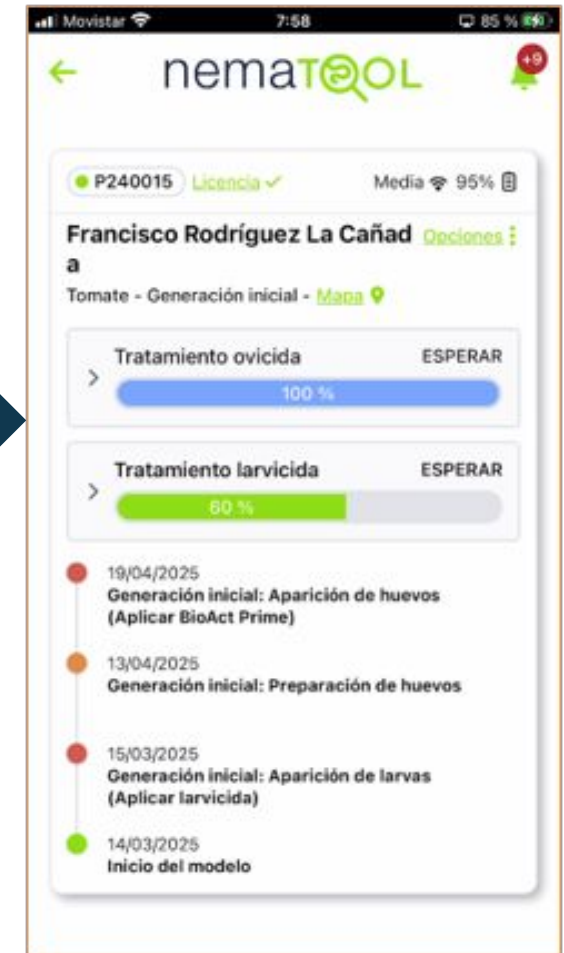 Movistar 7:58 85 %
nemaTOOL
+9
P240015 Licencia Media 95%
Francisco Rodríguez La Cañad Opciones
a
Tomate - Generación inicial - Mapa
Tratamiento ovicida ESPERAR
100 %
Tratamiento larvicida ESPERAR
60 %
19/04/2025
Generación inicial: Aparición de huevos
(Aplicar BioAct Prime)
13/04/2025
Generación inicial: Preparación de huevos
15/03/2025
Generación inicial: Aparición de larvas
(Aplicar larvicida)
14/03/2025
Inicio del modelo